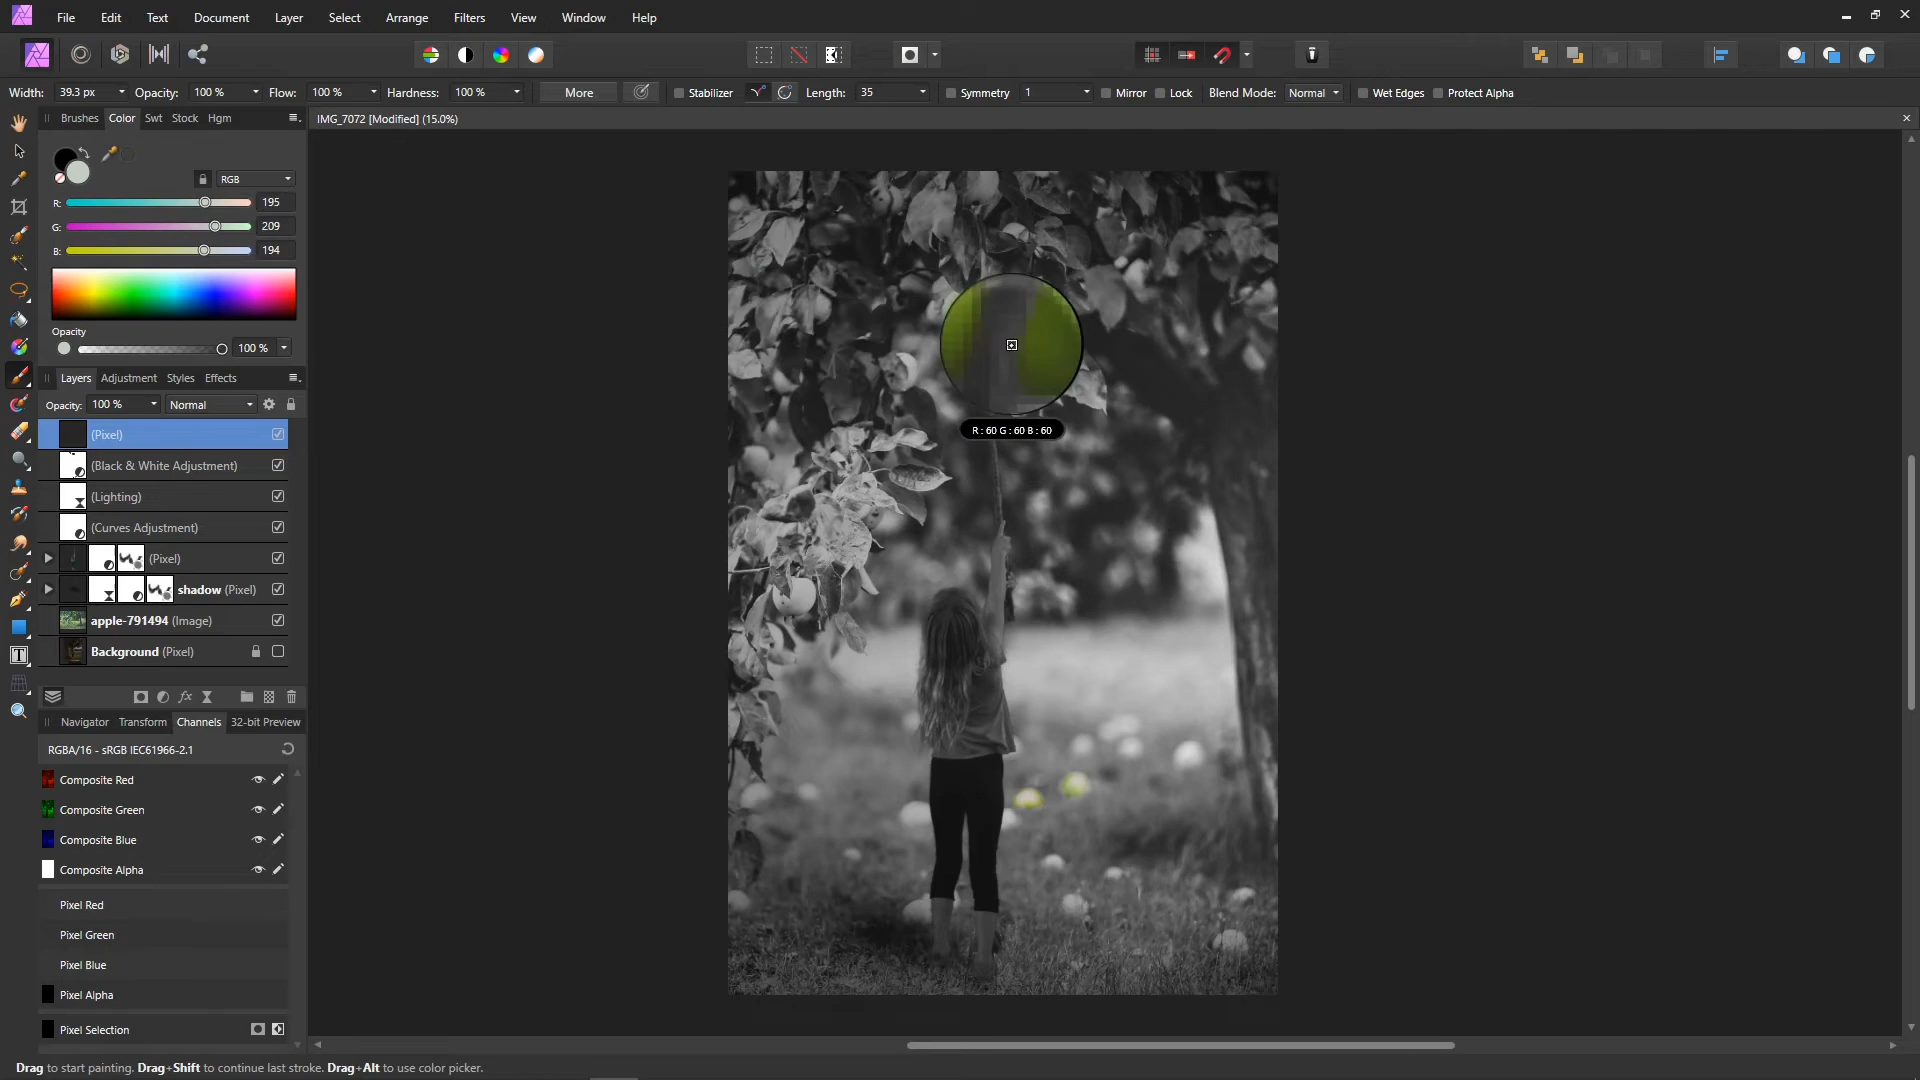 File Edit Text Document Layer Select Arrange Filters View Window Help
Width: 39.3 px Opacity: 100 % Flow: 100 % Hardness: 100 % More Stabilizer Length: 35 Symmetry 1 Mirror Lock Blend Mode: Normal Wet Edges Protect Alpha
Brushes Color Swt Stock Hgm
IMG_7072 [Modified] (15.0%)
RGB
R: 195
G: 209
B: 194
Opacity
100 %
Layers Adjustment Styles Effects
Opacity: 100 % Normal
(Pixel)
(Black & White Adjustment)
(Lighting)
(Curves Adjustment)
(Pixel)
shadow (Pixel)
apple-791494 (Image)
Background (Pixel)
R : 60 G : 60 B : 60
Navigator Transform Channels 32-bit Preview
RGBA/16 - sRGB IEC61966-2.1
Composite Red
Composite Green
Composite Blue
Composite Alpha
Pixel Red
Pixel Green
Pixel Blue
Pixel Alpha
Pixel Selection
Drag to start painting. Drag+Shift to continue last stroke. Drag+Alt to use color picker.